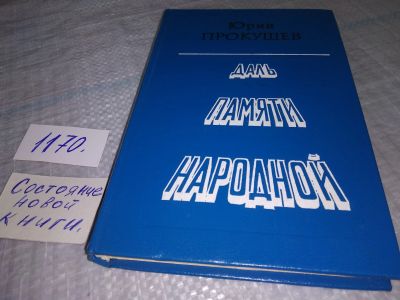 Юрий
ПРОКУШЕВ
ДАЛЬ
ПАМЯТИ
НАРОДНОЙ
1170.
Состояние
новой
книги.